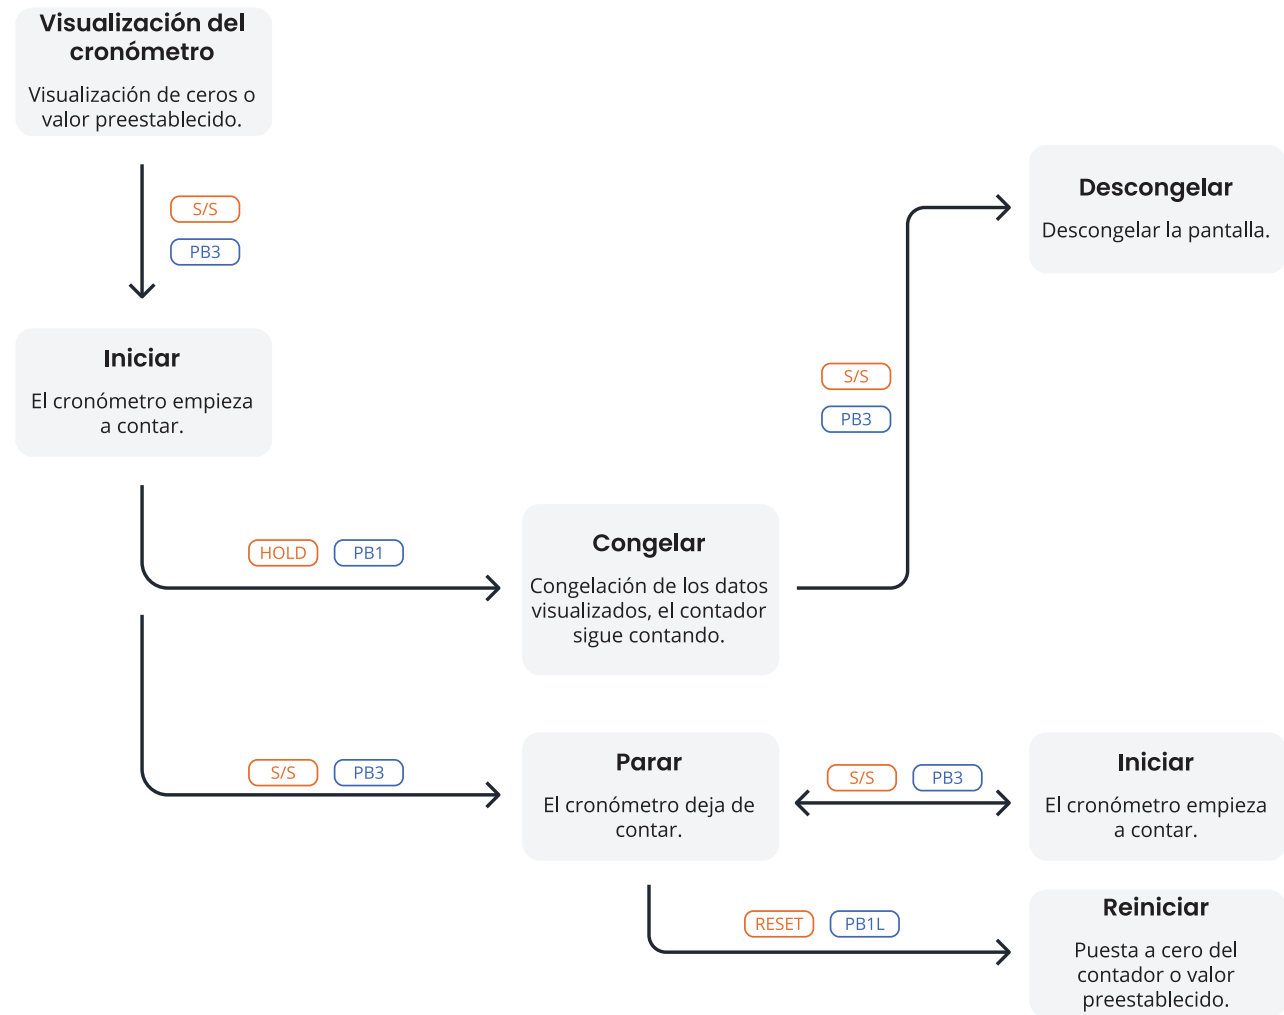 Visualización del
cronómetro
Visualización de ceros o
valor preestablecido.
S/S
PB3
Iniciar
El cronómetro empieza
a contar.
HOLD PB1
Congelar
Congelación de los datos
visualizados, el contador
sigue contando.
S/S
PB3
Descongelar
Descongelar la pantalla.
S/S PB3
Parar
El cronómetro deja de
contar.
S/S PB3
Iniciar
El cronómetro empieza
a contar.
RESET PB1L
Reiniciar
Puesta a cero del
contador o valor
preestablecido.